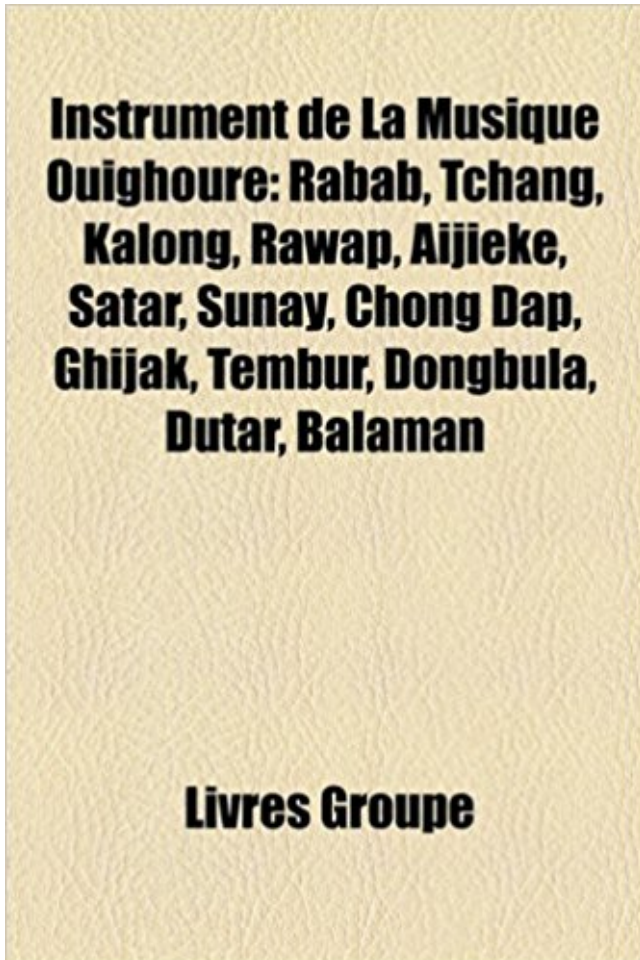 Instrument de La Musique
Ouighoure: Rabab, Tchang,
Kalong, Rawap, Aijieke,
Satar, Sunay, Chong Dap,
Ghijak, Tembur, Dongbula,
Dutar, Balaman
Livres Groupe